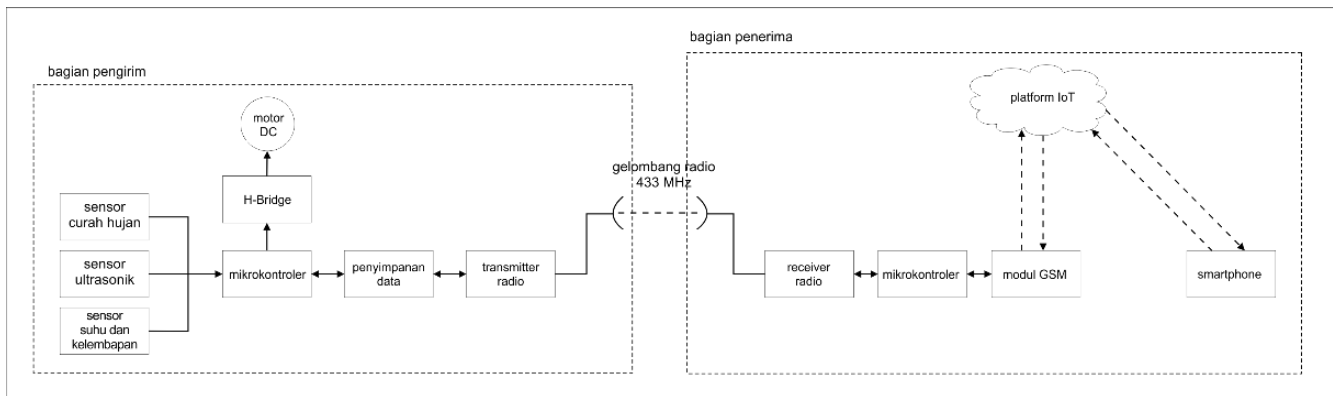 bagian pengirim
motor
DC
H-Bridge
sensor
curah hujan
sensor
ultrasonik
sensor
suhu dan
kelembapan
mikrokontroler
penyimpanan
data
transmitter
radio
gelombang radio
433 MHz
bagian penerima
platform IoT
receiver
radio
mikrokontroler
modul GSM
smartphone